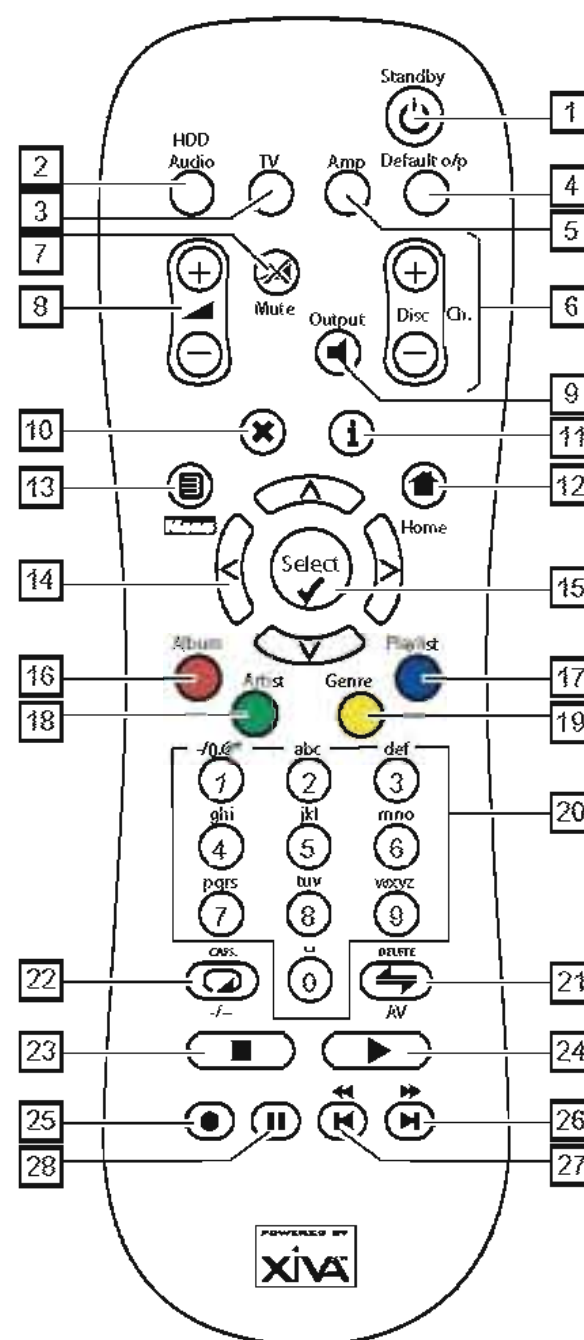 Standby
1
HDD
Audio
TV
Amp
Default o/p
2
3
4
5
7
8
Mute
Output
Disc
Ch.
6
9
10
i
11
13
12
Home
Select
14
15
Album
Playlist
16
17
Artist
Genre
18
19
abc
def
1
2
3
20
ghi
jkl
mno
4
5
6
pqrs
tuv
wxyz
7
8
9
CAPS.
DELETE
22
0
21
-/--
AV
23
24
25
26
28
27
POWERED BY
XiVA